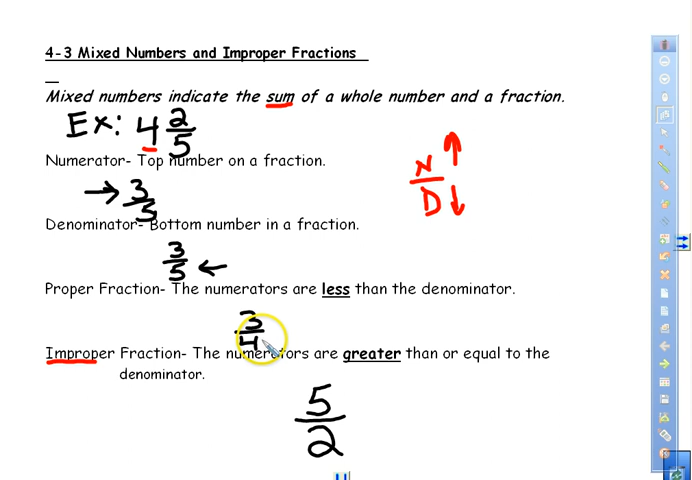 4-3 Mixed Numbers and Improper Fractions
Mixed numbers indicate the sum of a whole number and a fraction.
Ex: 4 2/5
Numerator- Top number on a fraction.
→ 3/5
N ↑
D ↓
Denominator- Bottom number in a fraction.
3/5 ←
Proper Fraction- The numerators are less than the denominator.
3/4
Improper Fraction- The numerators are greater than or equal to the
denominator.
5/2